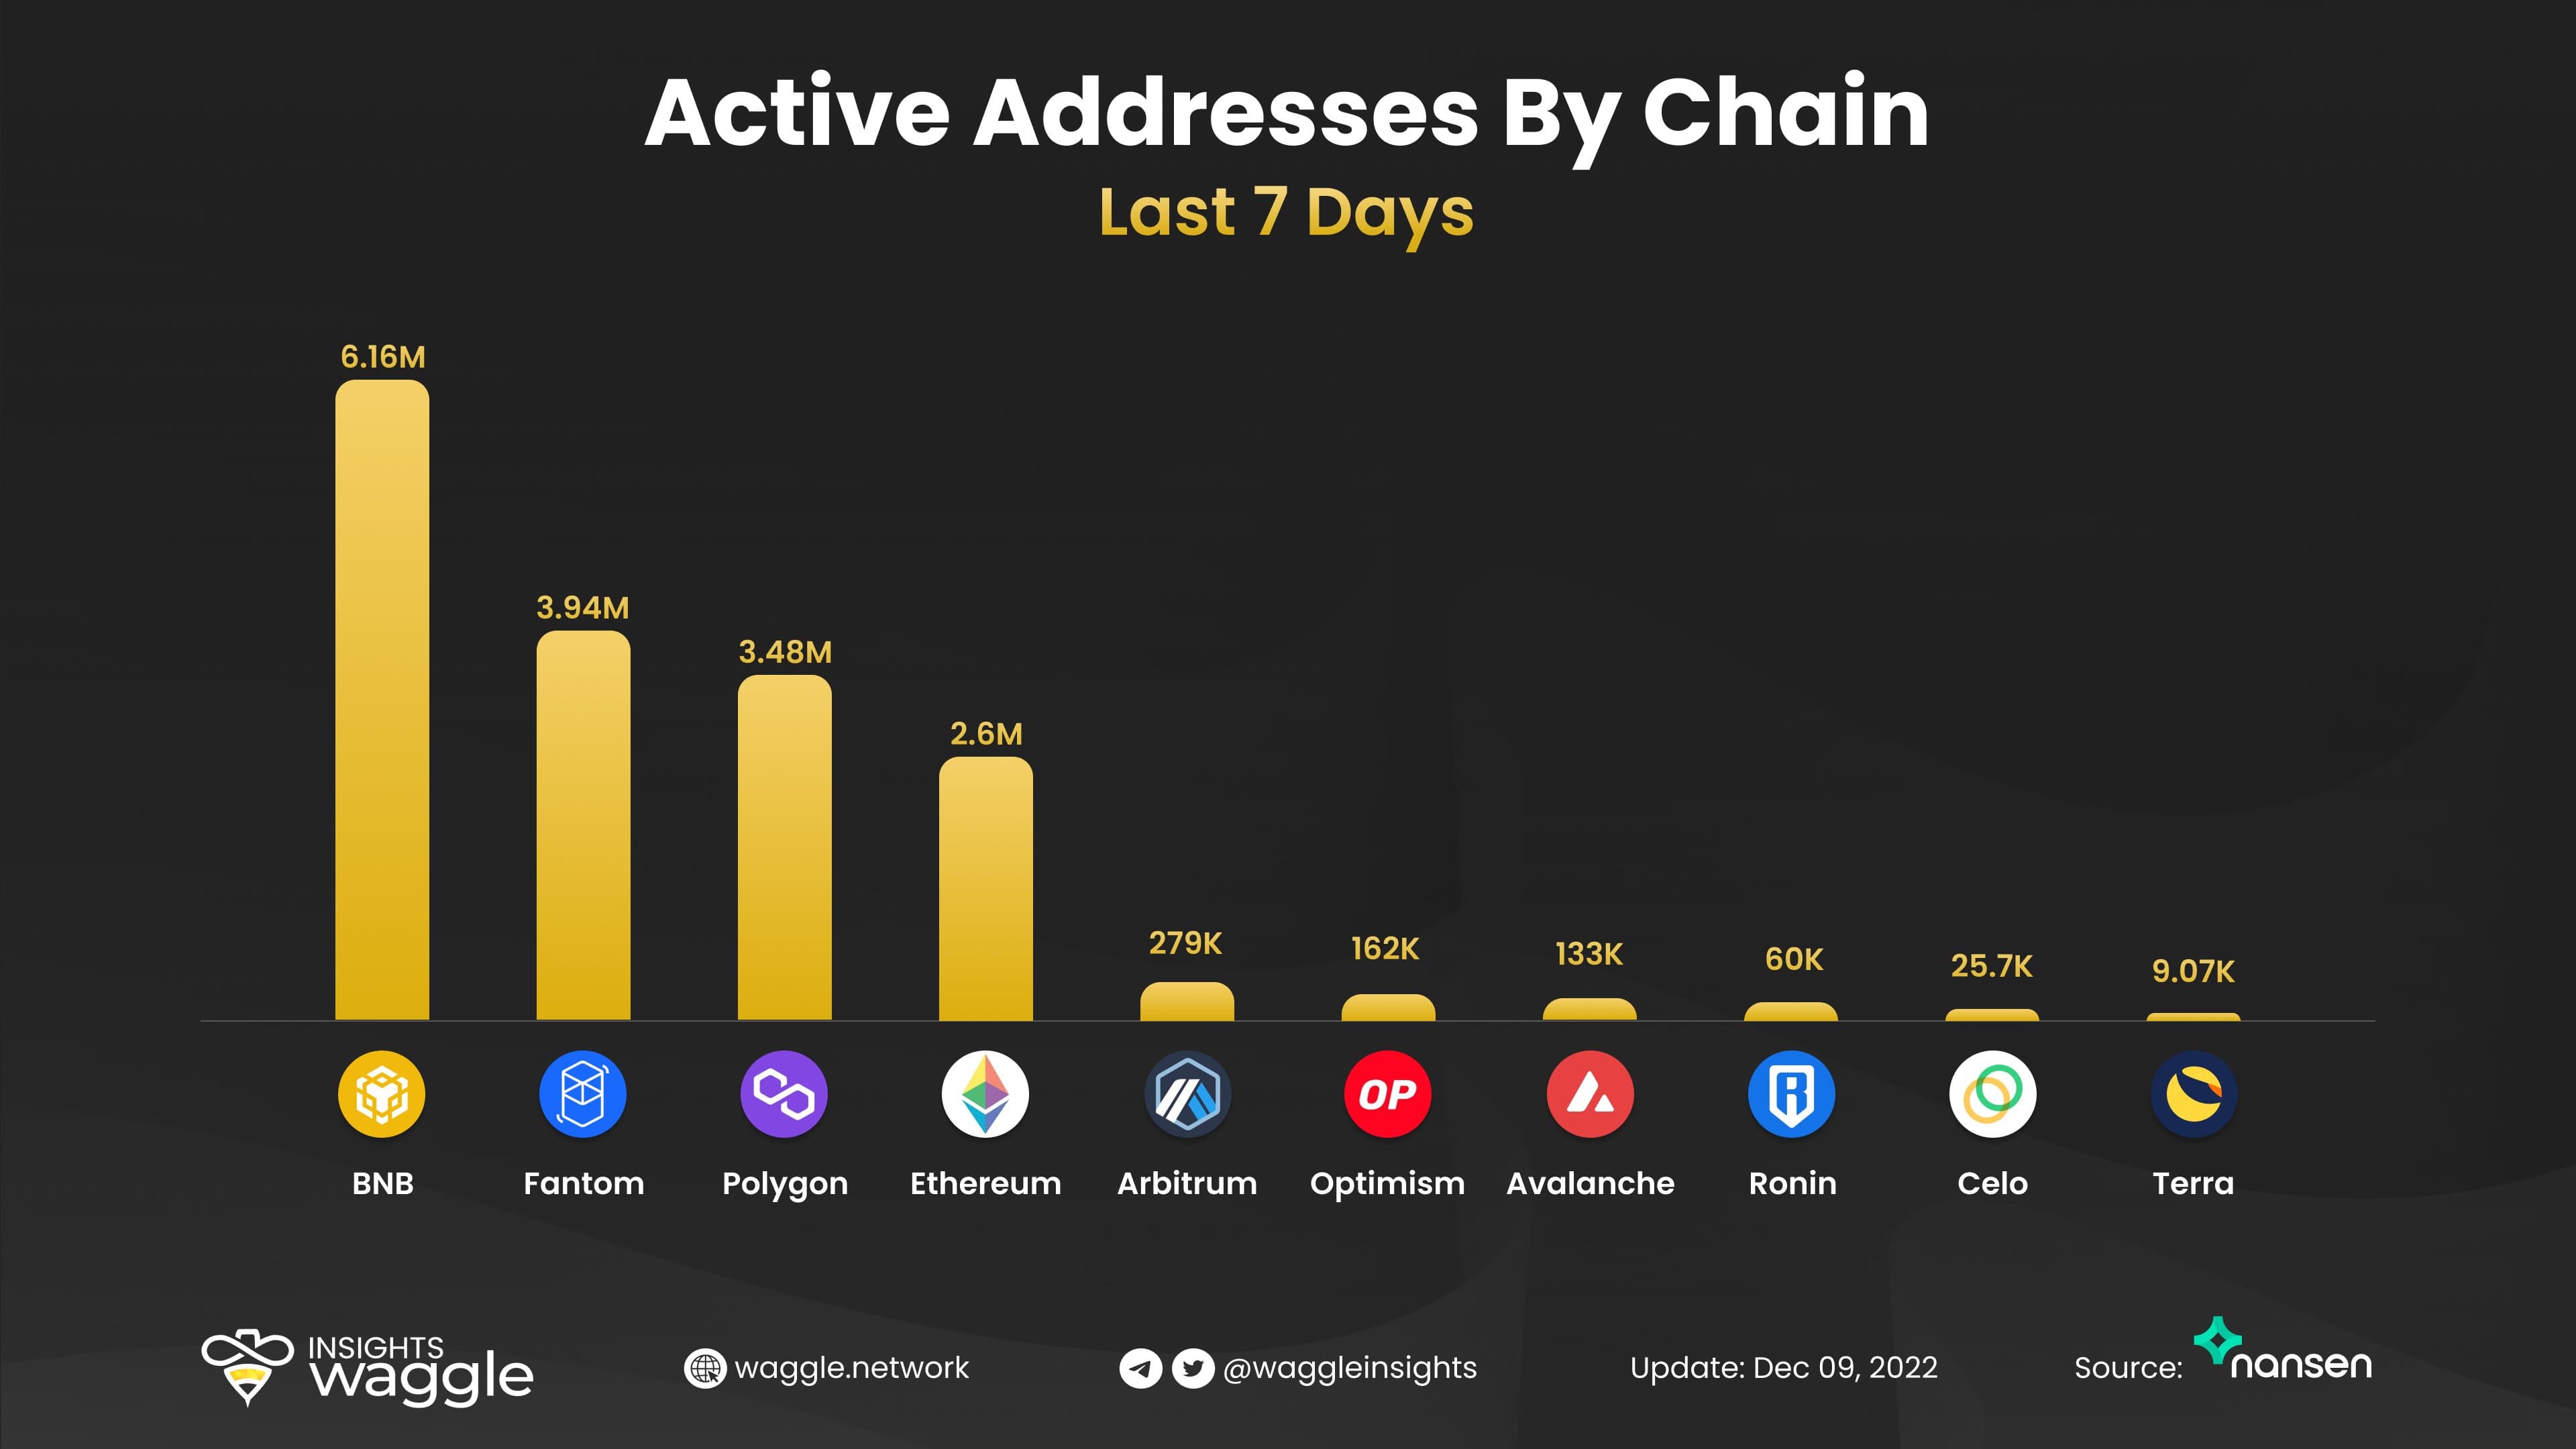 Active Addresses By Chain
Last 7 Days
6.16M
3.94M
3.48M
2.6M
279K
162K
133K
60K
25.7K
9.07K
OP
BNB
Fantom
Polygon
Ethereum
Arbitrum
Optimism
Avalanche
Ronin
Celo
Terra
INSIGHTS
waggle
waggle.network
@waggleinsights
Update: Dec 09, 2022
Source: nansen